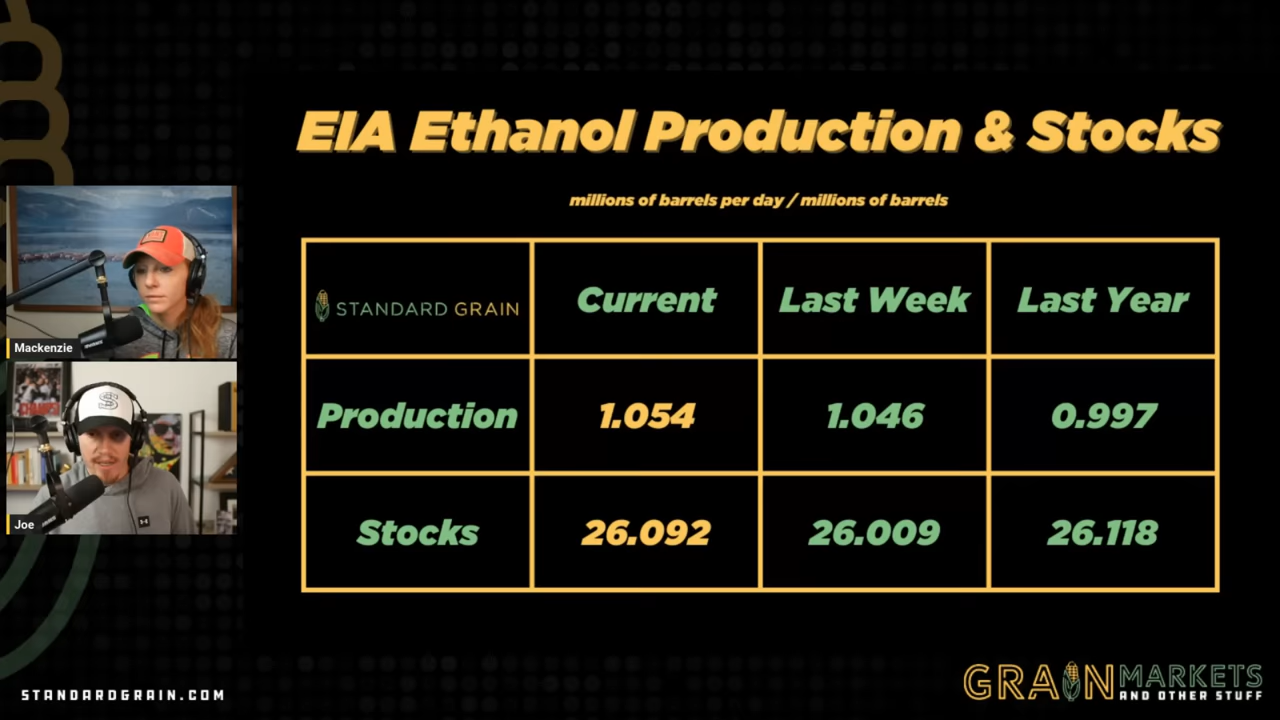 EIA Ethanol Production & Stocks
millions of barrels per day / millions of barrels
STANDARD GRAIN
Current
Last Week
Last Year
Production
1.054
1.046
0.997
Stocks
26.092
26.009
26.118
Mackenzie
S
Joe
STANDARDGRAIN.COM
GRAIN MARKETS
AND OTHER STUFF